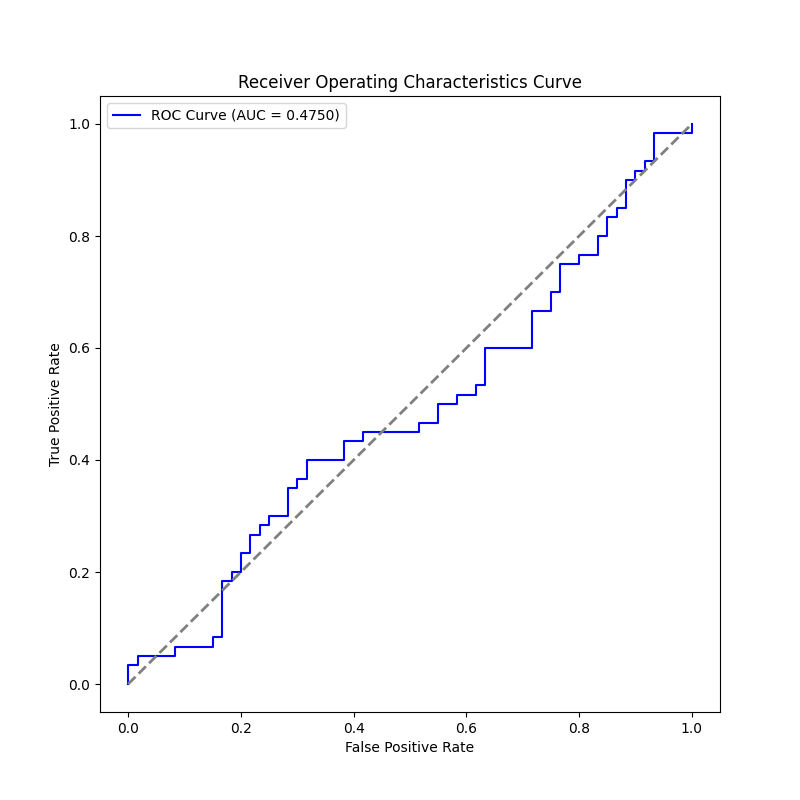 Receiver Operating Characteristics Curve
ROC Curve (AUC = 0.4750)
1.0
0.8
0.6
0.4
0.2
0.0
True Positive Rate
0.0 0.2 0.4 0.6 0.8 1.0
False Positive Rate